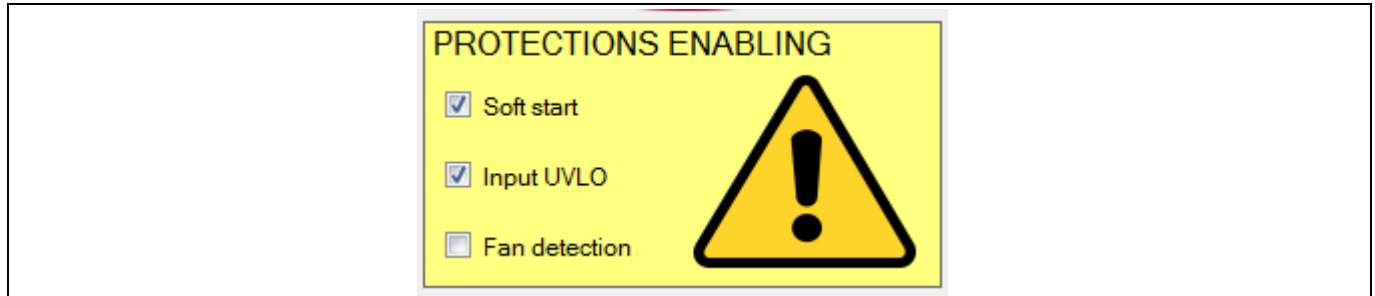 PROTECTIONS ENABLING
Soft start
Input UVLO
Fan detection